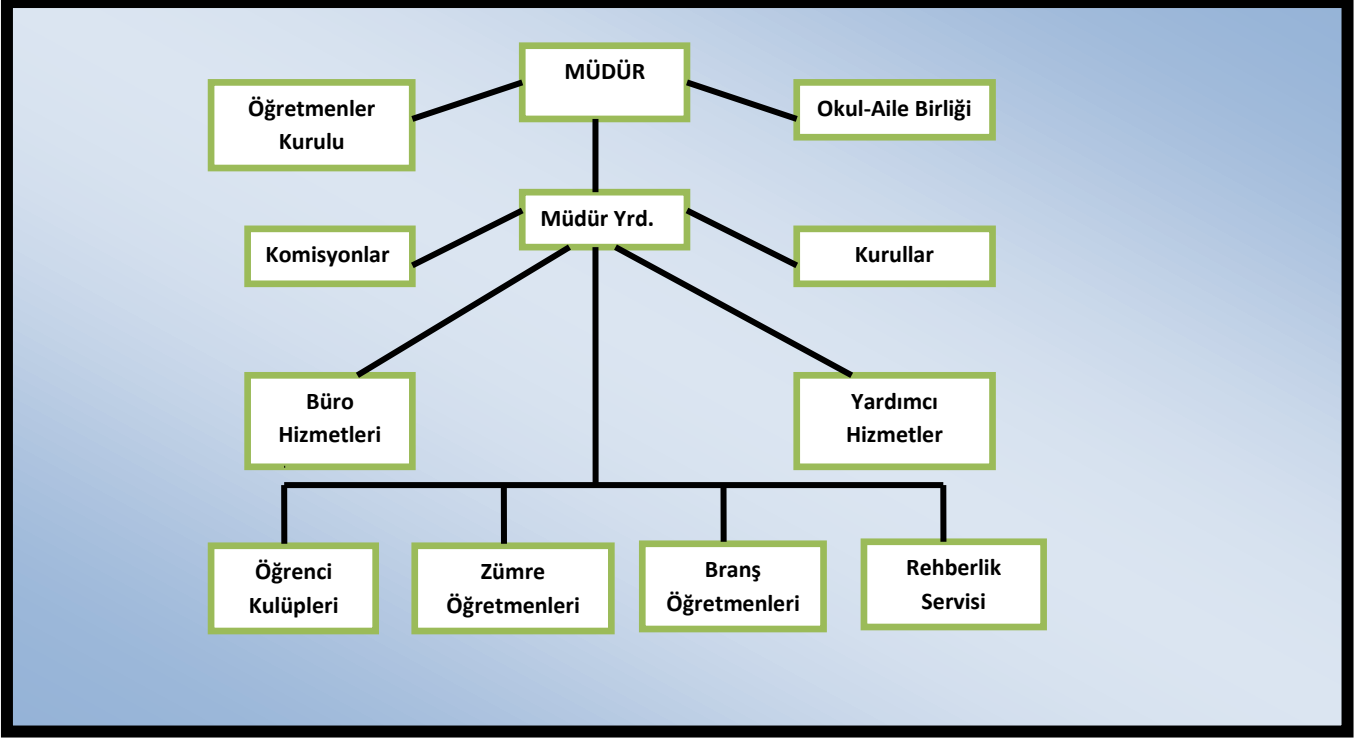 MÜDÜR
Öğretmenler
Kurulu
Okul-Aile Birliği
Müdür Yrd.
Komisyonlar
Kurullar
Büro
Hizmetleri
Yardımcı
Hizmetler
Öğrenci
Kulüpleri
Zümre
Öğretmenleri
Branş
Öğretmenleri
Rehberlik
Servisi